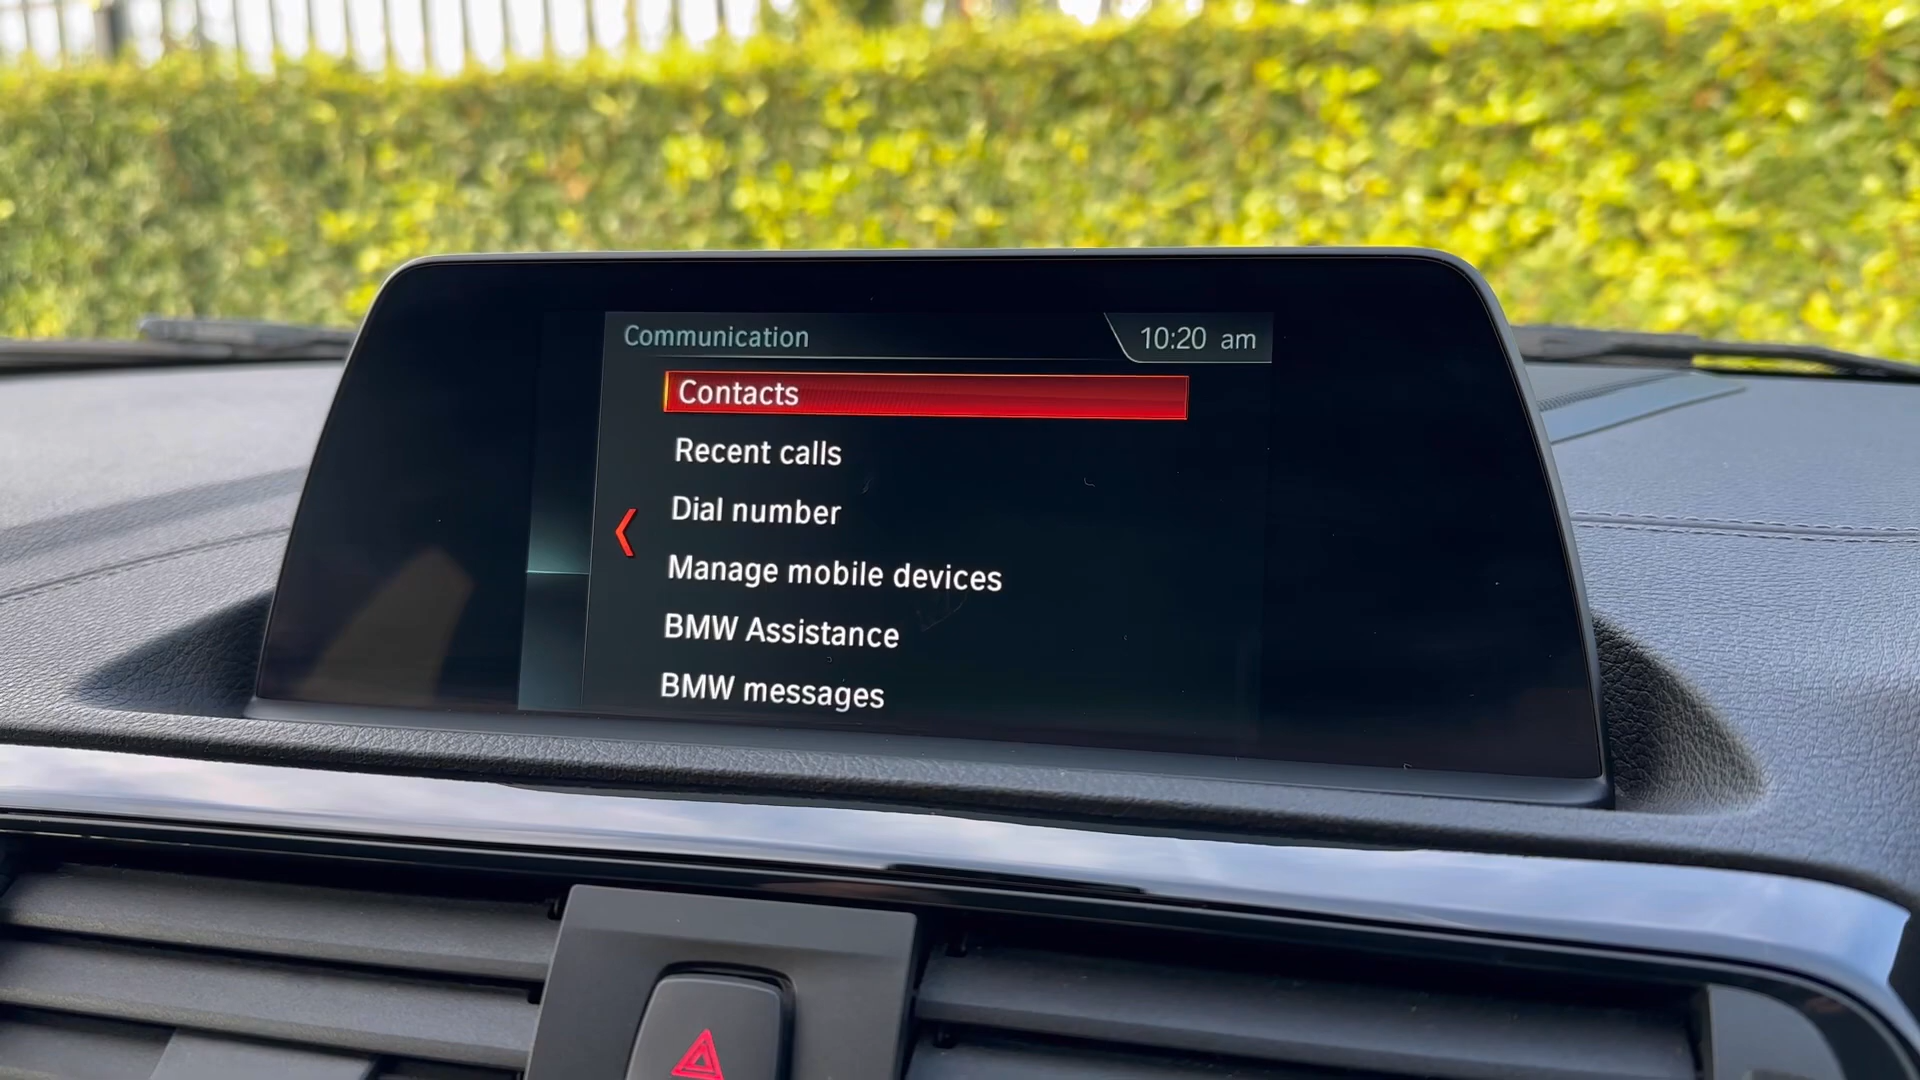 Communication
10:20 am
Contacts
Recent calls
Dial number
Manage mobile devices
BMW Assistance
BMW messages